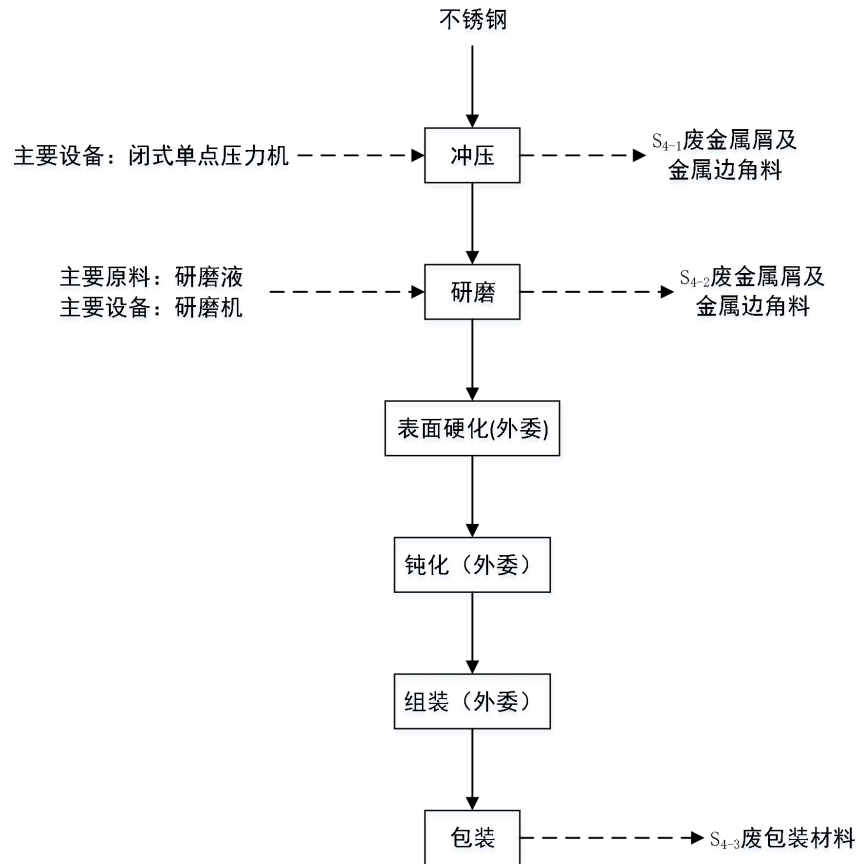 不锈钢
主要设备：闭式单点压力机
冲压
S4-1废金属屑及
金属边角料
主要原料：研磨液
主要设备：研磨机
研磨
S4-2废金属屑及
金属边角料
表面硬化(外委)
钝化（外委）
组装（外委）
包装
S4-3废包装材料